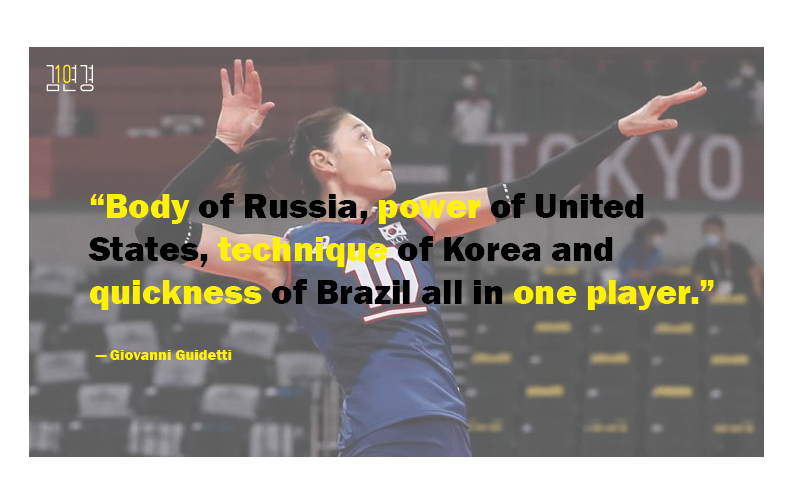 김연경
TOKYO
“Body of Russia, power of United
States, technique of Korea and
quickness of Brazil all in one player.”
10
— Giovanni Guidetti